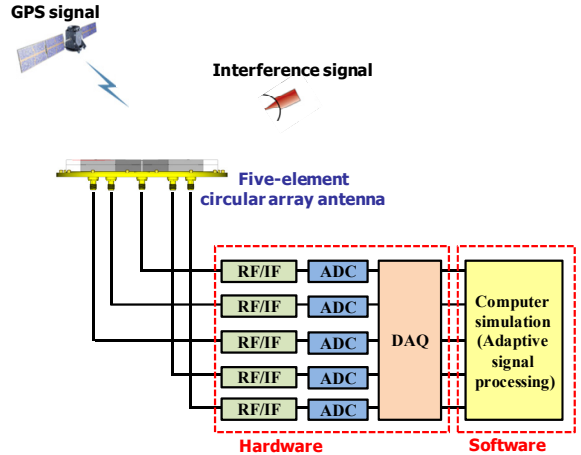 GPS signal
Interference signal
Five-element
circular array antenna
RF/IF
ADC
RF/IF
ADC
RF/IF
ADC
RF/IF
ADC
RF/IF
ADC
DAQ
Computer
simulation
(Adaptive
signal
processing)
Hardware
Software